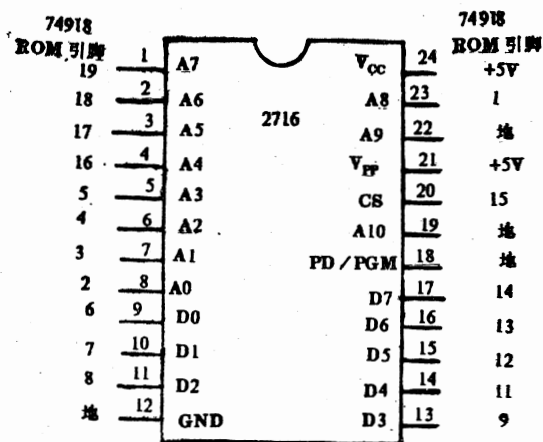 74918 74918
ROM 引脚 ROM 引脚
19 1 A7 VCC 24 +5V
18 2 A6 A8 23 1
17 3 A5 2716 A9 22 地
16 4 A4 VPP 21 +5V
5 5 A3 CS 20 15
4 6 A2 A10 19 地
3 7 A1 PD/PGM 18 地
2 8 A0 D7 17 14
6 9 D0 D6 16 13
7 10 D1 D5 15 12
8 11 D2 D4 14 11
地 12 GND D3 13 9